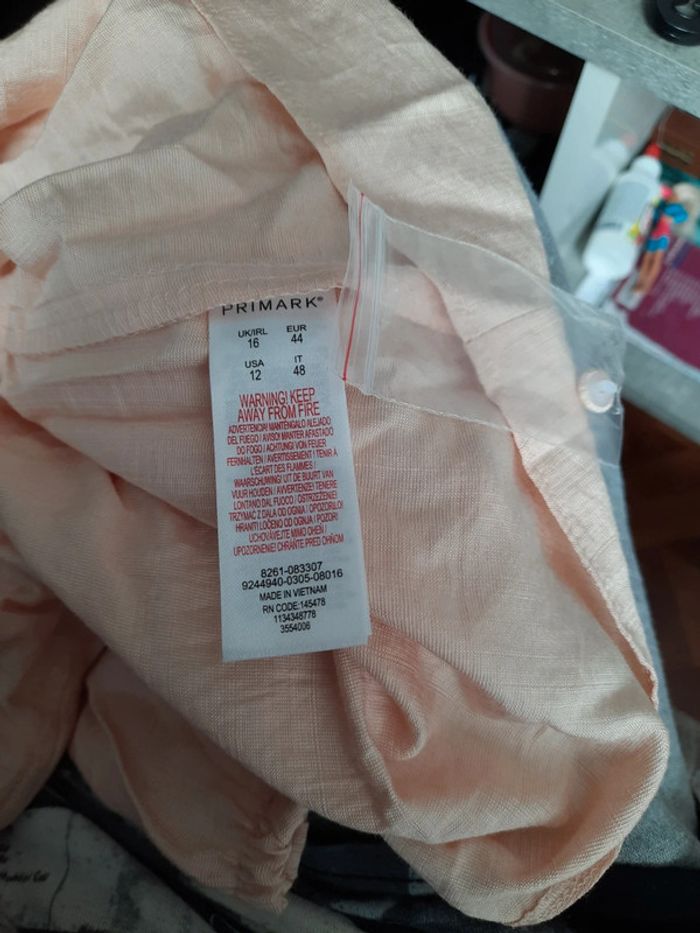 PRIMARK®
UK/IRL EUR
16 44
USA IT
12 48
WARNING! KEEP
AWAY FROM FIRE
ADVERTENCIA! MANTÉNGALO ALEJADO
DEL FUEGO / AVISO! MANTER AFASTADO
DO FOGO / ACHTUNG! VON FEUER
FERNHALTEN / AVERTISSEMENT! TENIR À
L'ÉCART DES FLAMMES /
WAARSCHUWING! UIT DE BUURT VAN
VUUR HOUDEN / AVVERTENZE! TENERE
LONTANO DAL FUOCO / OSTRZEŻENIE!
TRZYMAĆ Z DALA OD OGNIA / OPOZORILO!
HRANITI LOČENO OD OGNJA / POZOR!
UCHOVÁVEJTE MIMO OHEŇ /
UPOZORNENIE! CHRÁŇTE PRED OHŇOM
8261-083307
9244940-0305-08016
MADE IN VIETNAM
RN CODE:145478
1134348778
3554006